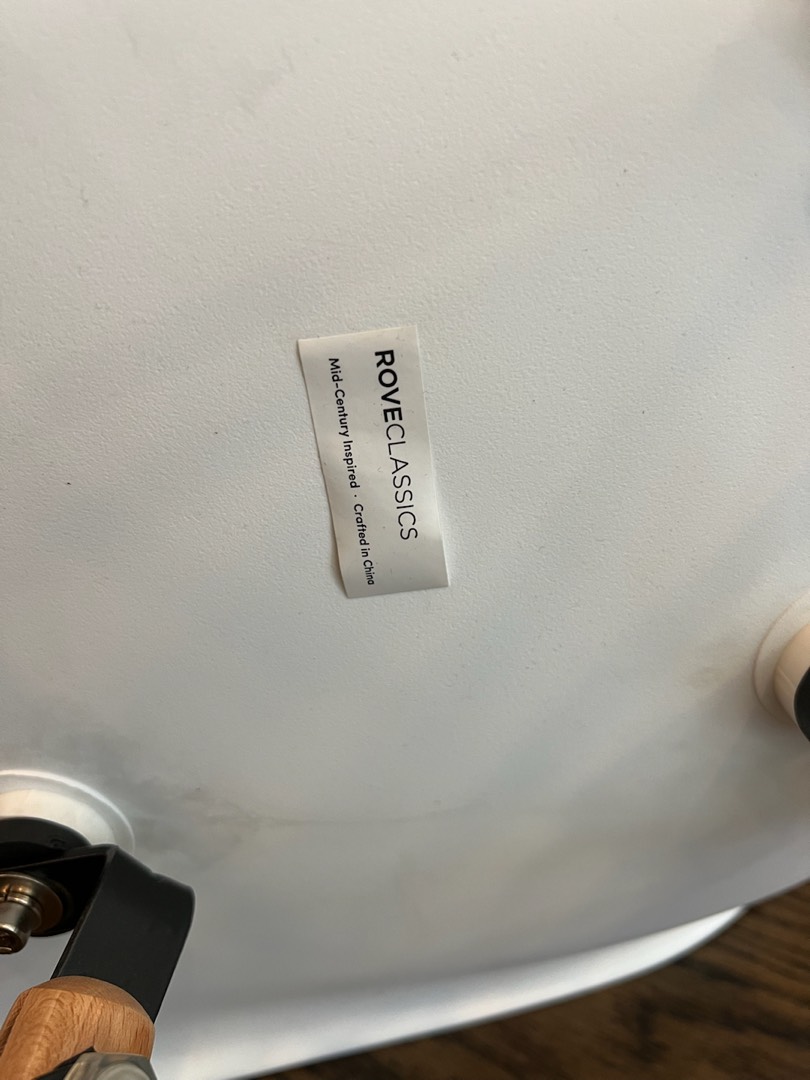 ROVECLASSICS
Mid-Century Inspired · Crafted in China